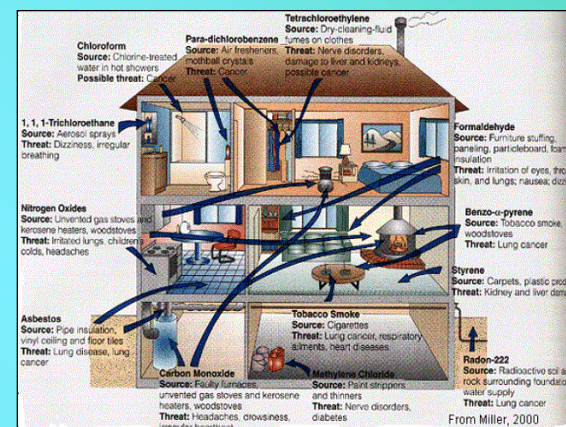 Chloroform
Source: Chlorine-treated
water in hot showers
Possible threat: Cancer
Para-dichlorobenzene
Source: Air fresheners,
mothball crystals
Threat: Cancer
Tetrachloroethylene
Source: Dry-cleaning-fluid
fumes on clothes
Threat: Nerve disorders,
damage to liver and kidneys,
possible cancer
1, 1, 1-Trichloroethane
Source: Aerosol sprays
Threat: Dizziness, irregular
breathing
Formaldehyde
Source: Furniture stuffing,
paneling, particleboard,
insulation
Threat: Irritation of eyes,
skin, and lungs; nausea;
Nitrogen Oxides
Source: Unvented gas stoves and
kerosene heaters, woodstoves
Threat: Irritated lungs,
colds, headaches
Benzo-α-pyrene
Source: Tobacco smoke,
woodstoves
Threat: Lung cancer
Styrene
Source: Carpets, plastic
Threat: Kidney and liver
Asbestos
Source: Pipe insulation,
vinyl ceiling and floor tiles
Threat: Lung disease, lung
cancer
Tobacco Smoke
Source: Cigarettes
Threat: Lung cancer, respiratory
ailments, heart diseases
Radon-222
Source: Radioactive soil
rock surrounding
water supply
Threat: Lung cancer
Carbon Monoxide
Source: Faulty furnaces,
unvented gas stoves and kerosene
heaters, woodstoves
Threat: Headaches, drowsiness,
Methylene Chloride
Source: Paint strippers
and thinners
Threat: Nerve disorders,
diabetes
From Miller, 2000